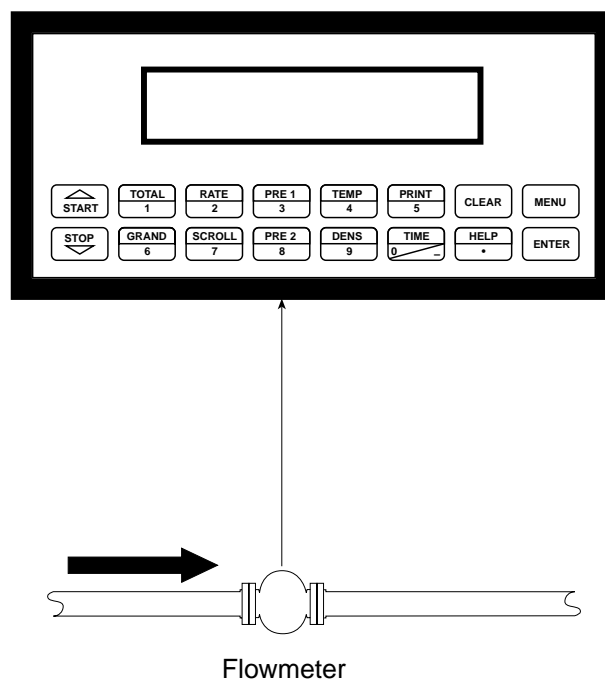 START
TOTAL
1
RATE
2
PRE 1
3
TEMP
4
PRINT
5
CLEAR
MENU
STOP
GRAND
6
SCROLL
7
PRE 2
8
DENS
9
TIME
0 –
HELP
•
ENTER
Flowmeter